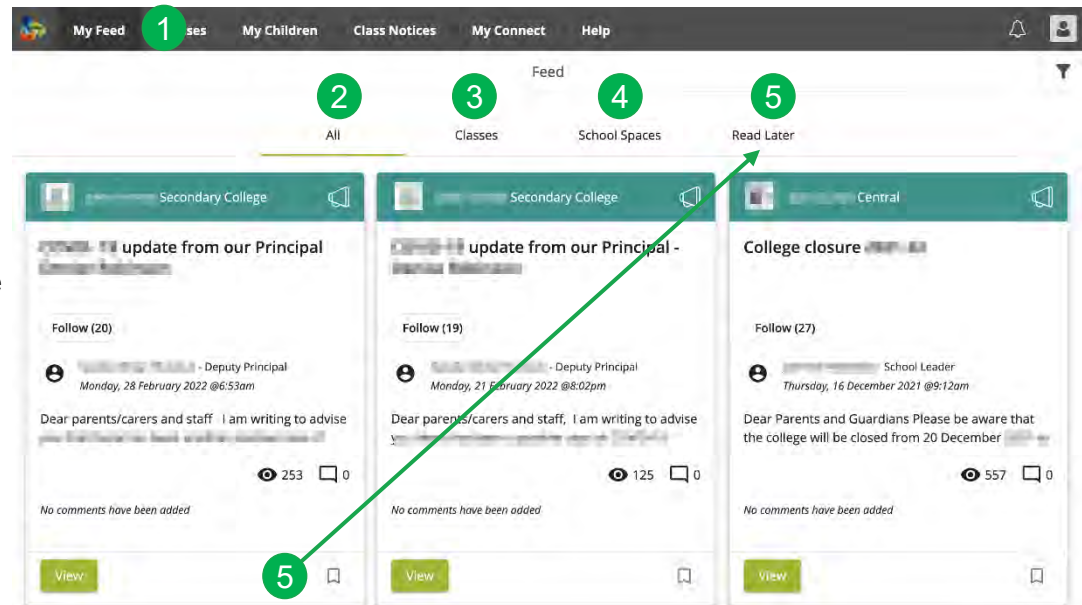 My Feed 1 ses My Children Class Notices My Connect Help
Feed
2 3 4 5
All Classes School Spaces Read Later
Secondary College
update from our Principal
Follow (20)
- Deputy Principal
Monday, 28 February 2022 @6:53am
Dear parents/carers and staff I am writing to advise
253 0
No comments have been added
View 5
Secondary College
update from our Principal -
Follow (19)
- Deputy Principal
Monday, 21 February 2022 @8:02pm
Dear parents/carers and staff, I am writing to advise
125 0
No comments have been added
View
Central
College closure
Follow (27)
School Leader
Thursday, 16 December 2021 @9:12am
Dear Parents and Guardians Please be aware that
the college will be closed from 20 December
557 0
No comments have been added
View